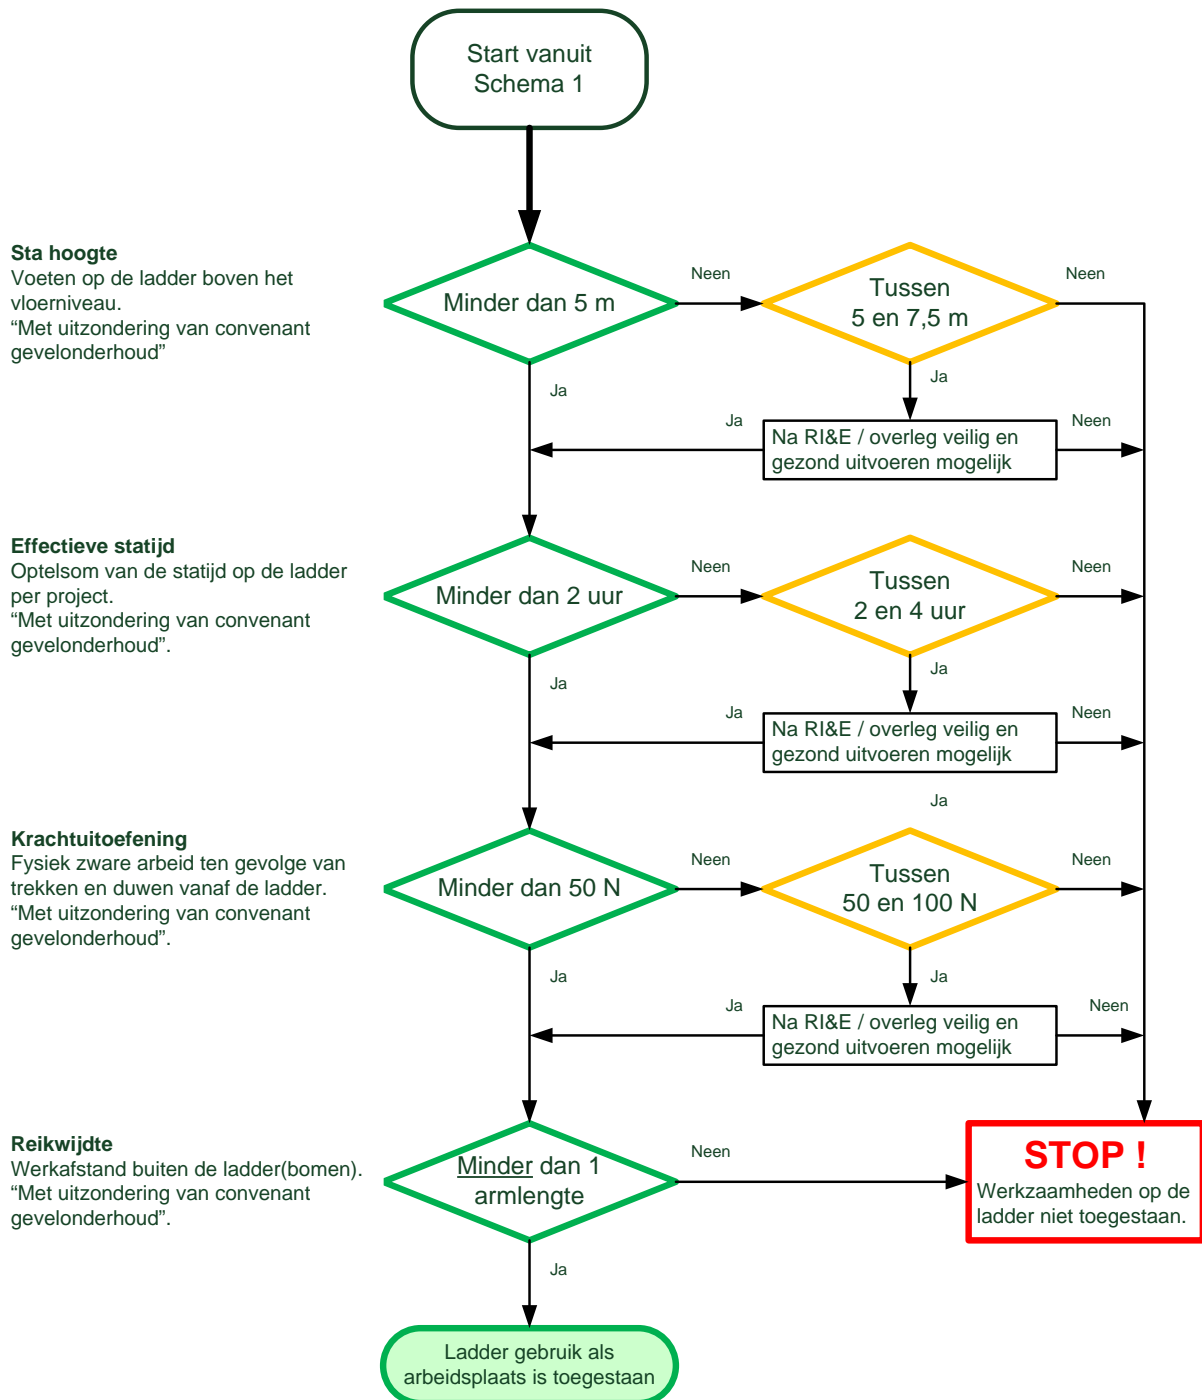 Start vanuit
Schema 1
Sta hoogte
Voeten op de ladder boven het
vloerniveau.
“Met uitzondering van convenant
gevelonderhoud”
Minder dan 5 m
Neen
Tussen
5 en 7,5 m
Neen
Ja
Ja
Ja
Na RI&E / overleg veilig en
gezond uitvoeren mogelijk
Neen
Effectieve statijd
Optelsom van de statijd op de ladder
per project.
“Met uitzondering van convenant
gevelonderhoud”.
Minder dan 2 uur
Neen
Tussen
2 en 4 uur
Neen
Ja
Ja
Ja
Na RI&E / overleg veilig en
gezond uitvoeren mogelijk
Neen
Ja
Krachtuitoefening
Fysiek zware arbeid ten gevolge van
trekken en duwen vanaf de ladder.
“Met uitzondering van convenant
gevelonderhoud”.
Minder dan 50 N
Neen
Tussen
50 en 100 N
Neen
Ja
Ja
Ja
Na RI&E / overleg veilig en
gezond uitvoeren mogelijk
Neen
Reikwijdte
Werkafstand buiten de ladder(bomen).
“Met uitzondering van convenant
gevelonderhoud”.
Minder dan 1
armlengte
Neen
STOP !
Werkzaamheden op de
ladder niet toegestaan.
Ja
Ladder gebruik als
arbeidsplaats is toegestaan